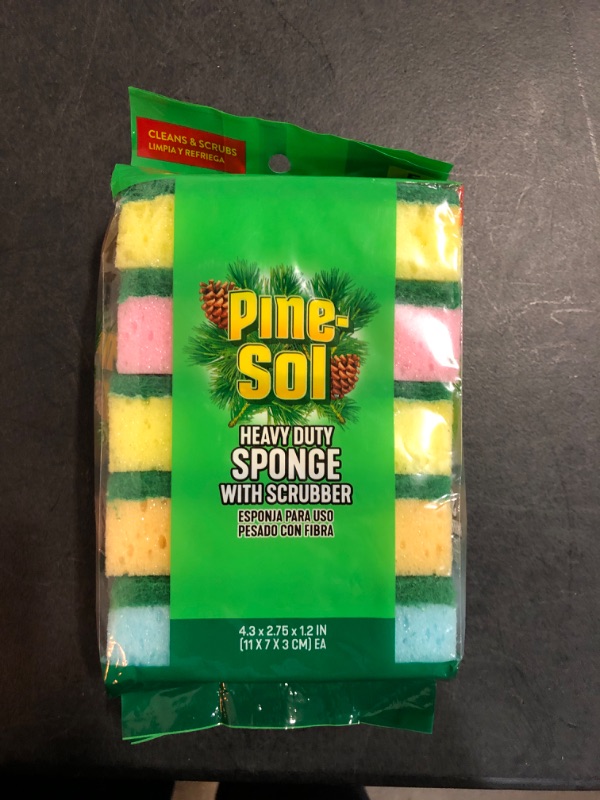 CLEANS & SCRUBS
LIMPIA Y REFRIEGA
Pine-
Sol
HEAVY DUTY
SPONGE
WITH SCRUBBER
ESPONJA PARA USO
PESADO CON FIBRA
4.3 x 2.75 x 1.2 IN
(11 X 7 X 3 CM) EA